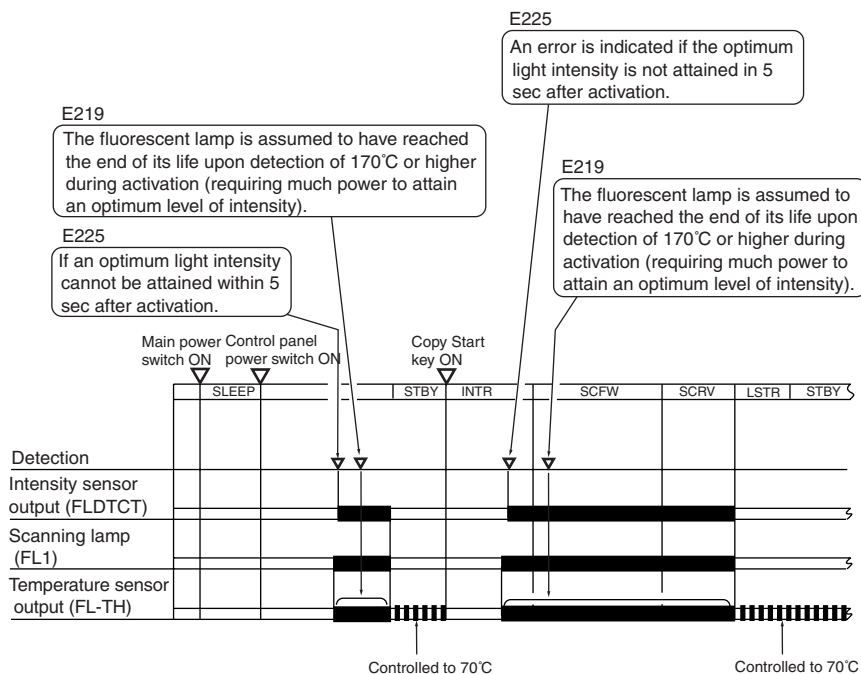 E225
An error is indicated if the optimum
light intensity is not attained in 5
sec after activation.
E219
The fluorescent lamp is assumed to have reached
the end of its life upon detection of 170°C or higher
during activation (requiring much power to attain
an optimum level of intensity).
E219
The fluorescent lamp is assumed to
have reached the end of its life upon
detection of 170°C or higher during
activation (requiring much power to
attain an optimum level of intensity).
E225
If an optimum light intensity
cannot be attained within 5
sec after activation.
Main power
switch ON
Control panel
power switch ON
Copy Start
key ON
SLEEP
STBY
INTR
SCFW
SCRV
LSTR
STBY
Detection
Intensity sensor
output (FLDTCT)
Scanning lamp
(FL1)
Temperature sensor
output (FL-TH)
Controlled to 70°C
Controlled to 70°C